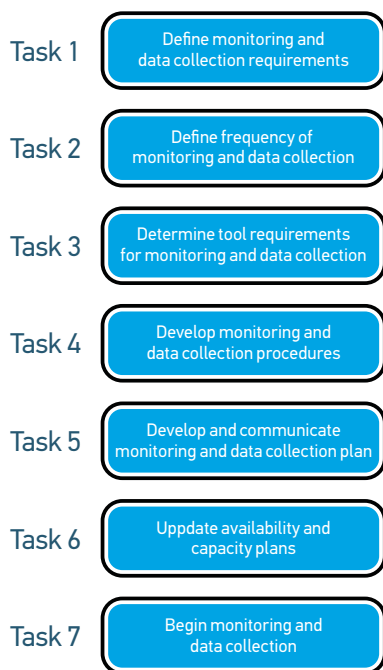 Task 1
Define monitoring and
data collection requirements
Task 2
Define frequency of
monitoring and data collection
Task 3
Determine tool requirements
for monitoring and data collection
Task 4
Develop monitoring and
data collection procedures
Task 5
Develop and communicate
monitoring and data collection plan
Task 6
Uppdate availability and
capacity plans
Task 7
Begin monitoring and
data collection